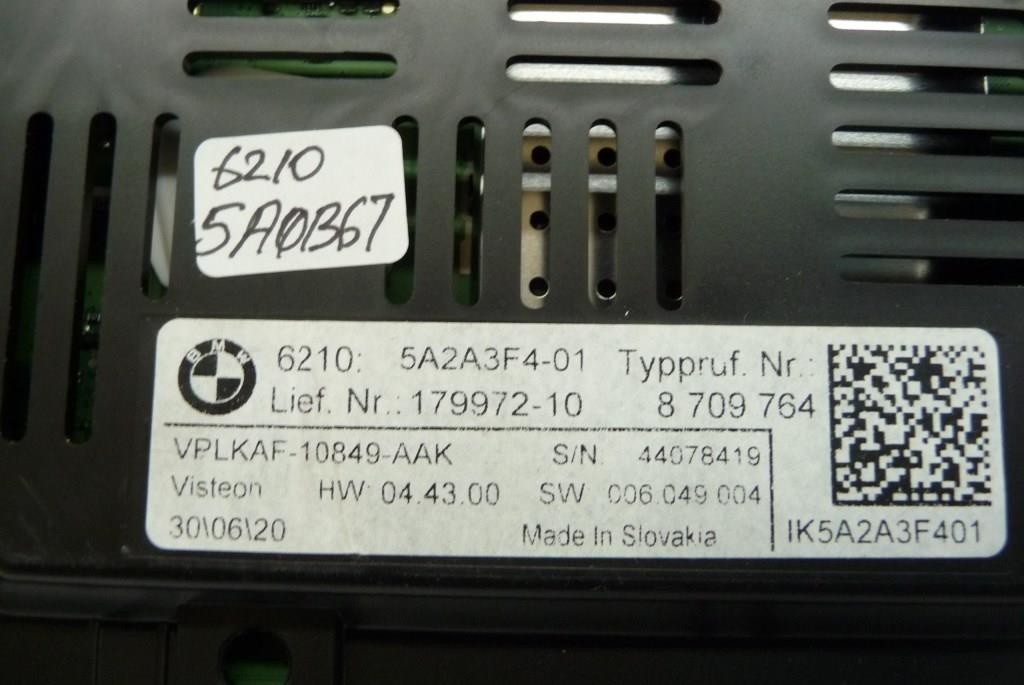 6210
5A0B67
BMW
6210: 5A2A3F4-01 Typpruf. Nr.:
Lief. Nr.: 179972-10 8 709 764
VPLKAF-10849-AAK S/N: 44078419
Visteon HW: 04.43.00 SW: 006.049.004
30\06\20 Made In Slovakia
IK5A2A3F401